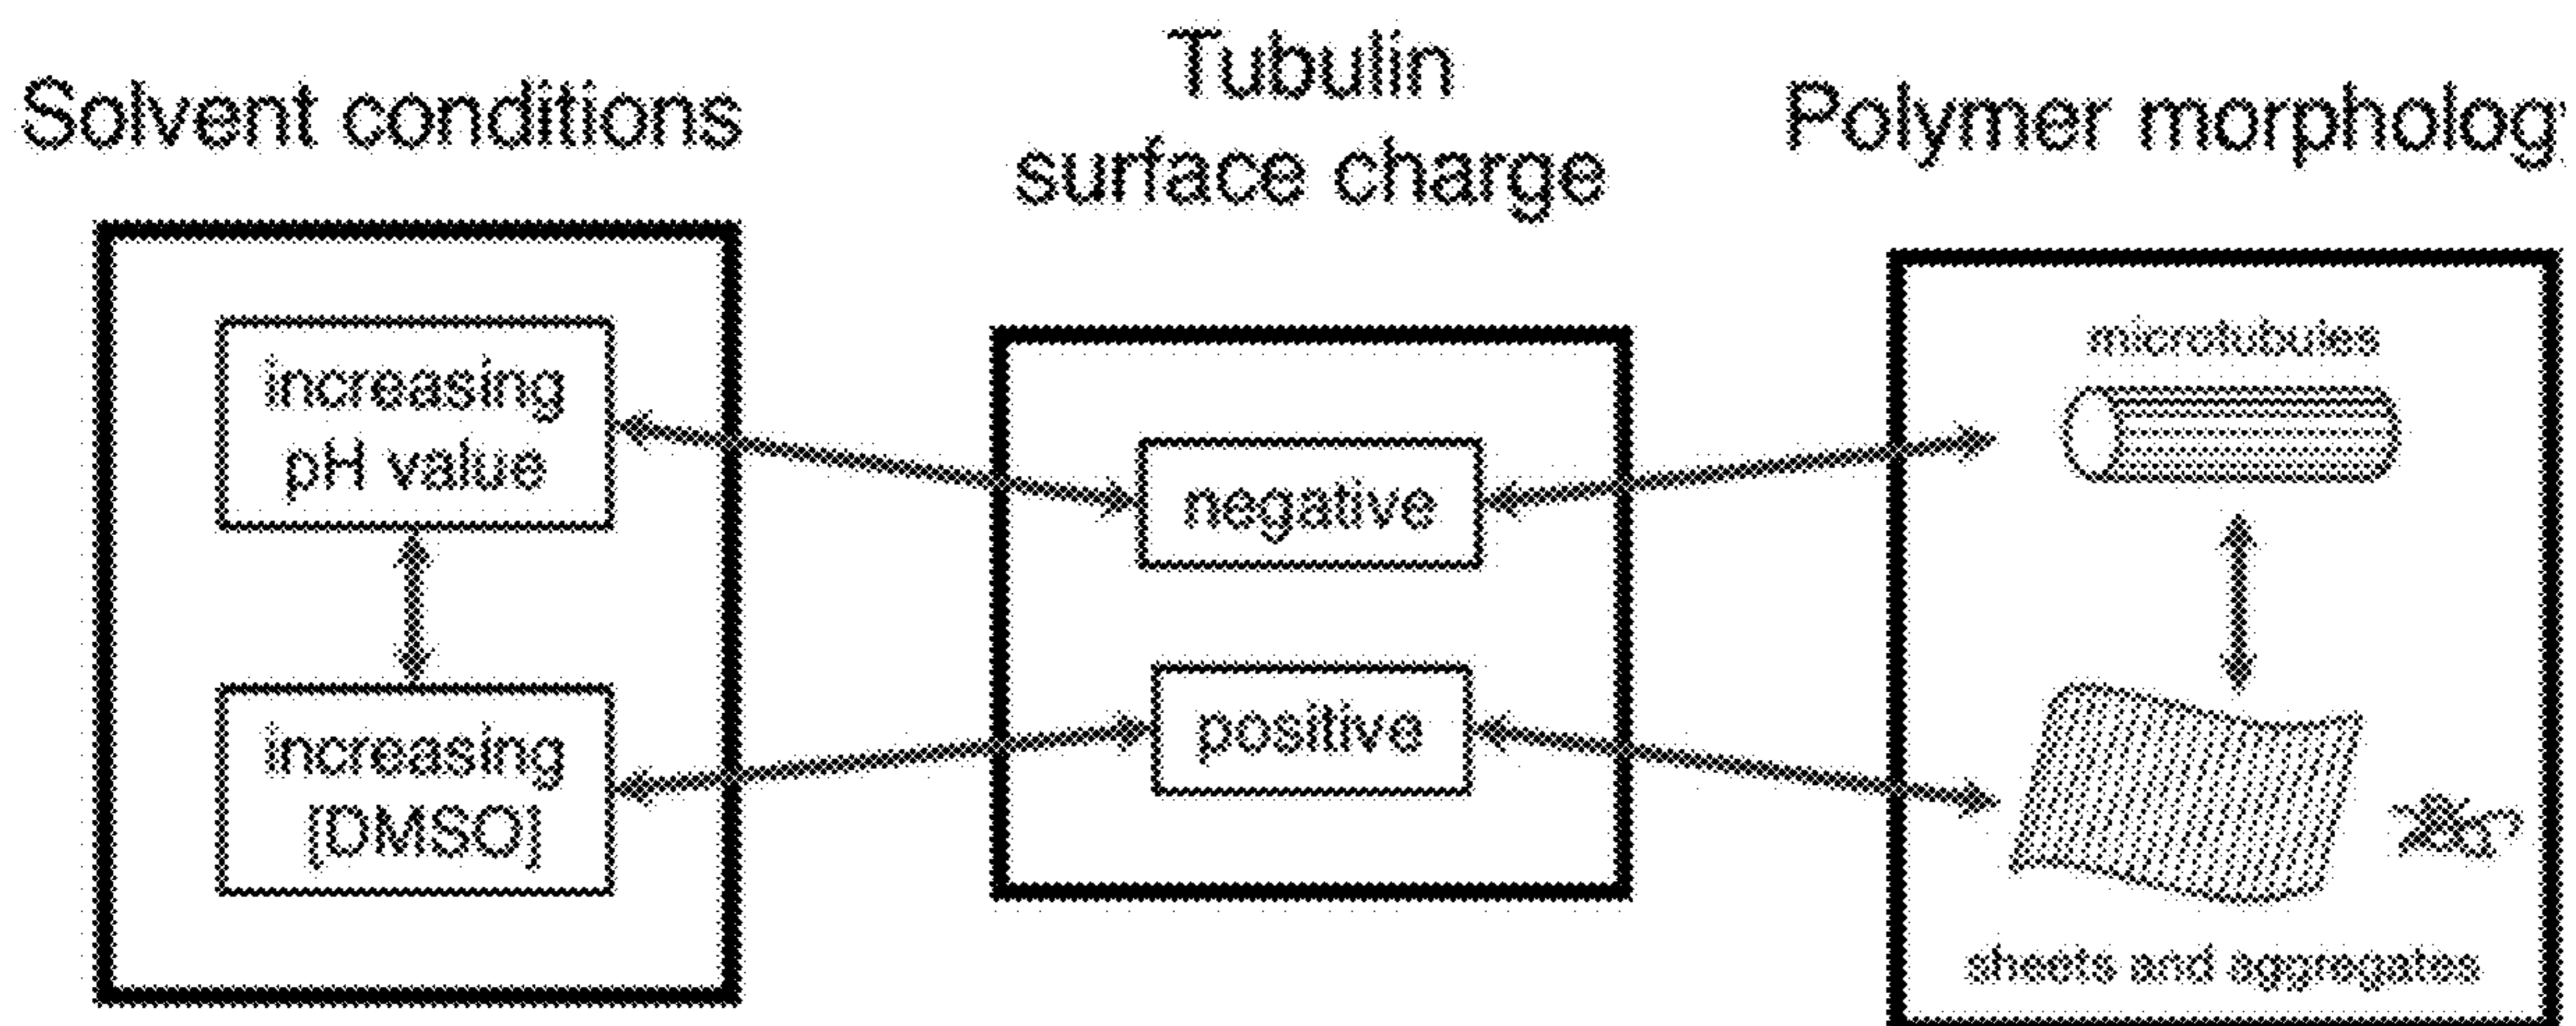 Solvent conditions
Tubulin
surface charge
Polymer morpholog
increasing
pH value
increasing
[DMSO]
negative
positive
microtubules
sheets and aggregates